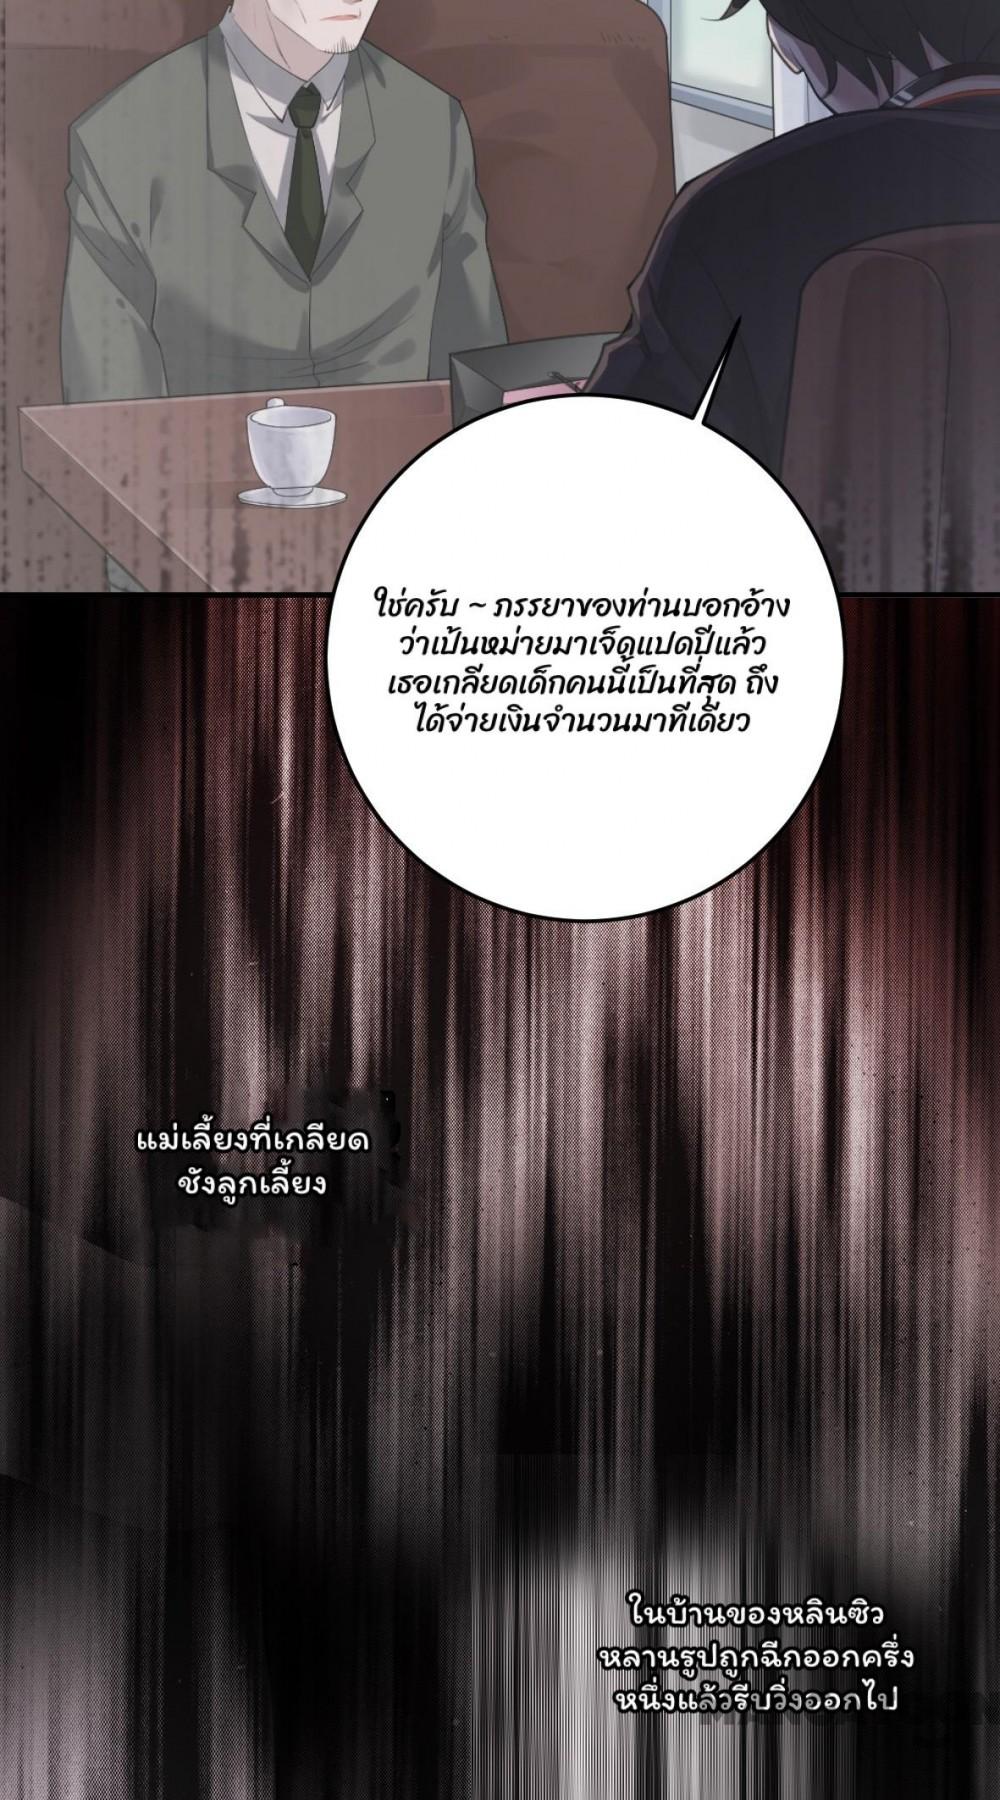 ใช่ครับ ~ ภรรยาของท่านบอกอ้าง
ว่าเป้นหม่ายมาเจ็ดแปดปีแล้ว
เธอเกลียดเด็กคนนี้เป็นที่สุด ถึง
ได้จ่ายเงินจำนวนมาทีเดียว
แม่เลี้ยงที่เกลียด
ชังลูกเลี้ยง
ในบ้านของหลินซิว
หลานรูปถูกฉีกออกครึ่ง
หนึ่งแล้วรีบวิ่งออกไป